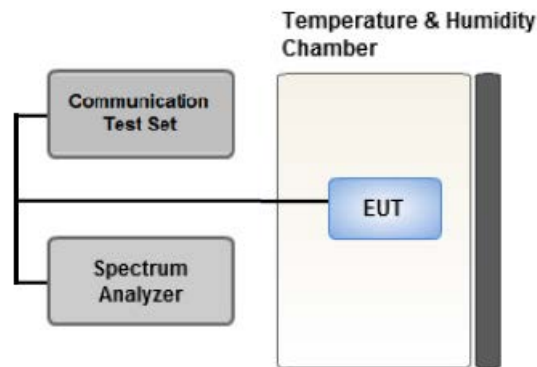 Temperature & Humidity
Chamber
Communication
Test Set
EUT
Spectrum
Analyzer